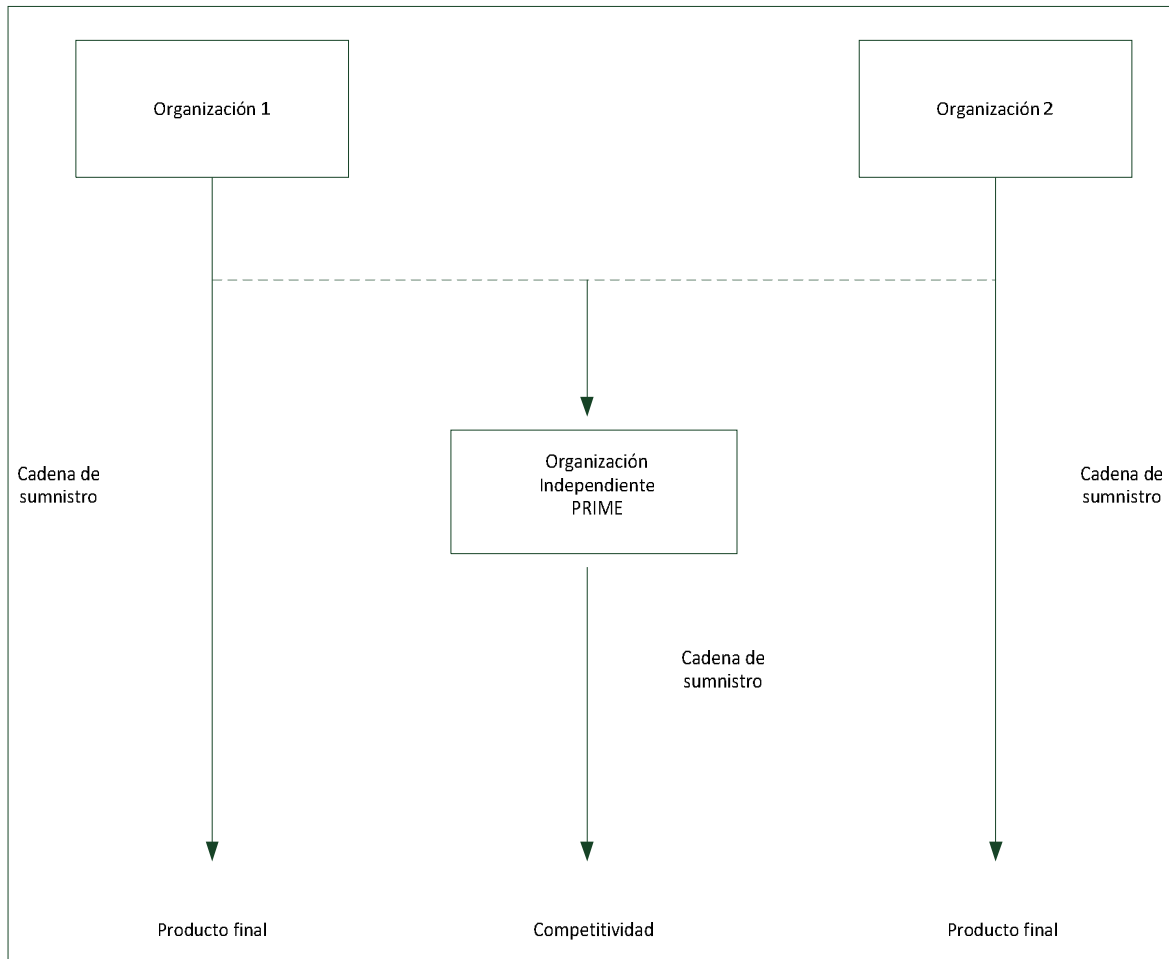 Organización 1
Organización 2
Cadena de
sumnistro
Organización
Independiente
PRIME
Cadena de
sumnistro
Cadena de
sumnistro
Producto final
Competitividad
Producto final